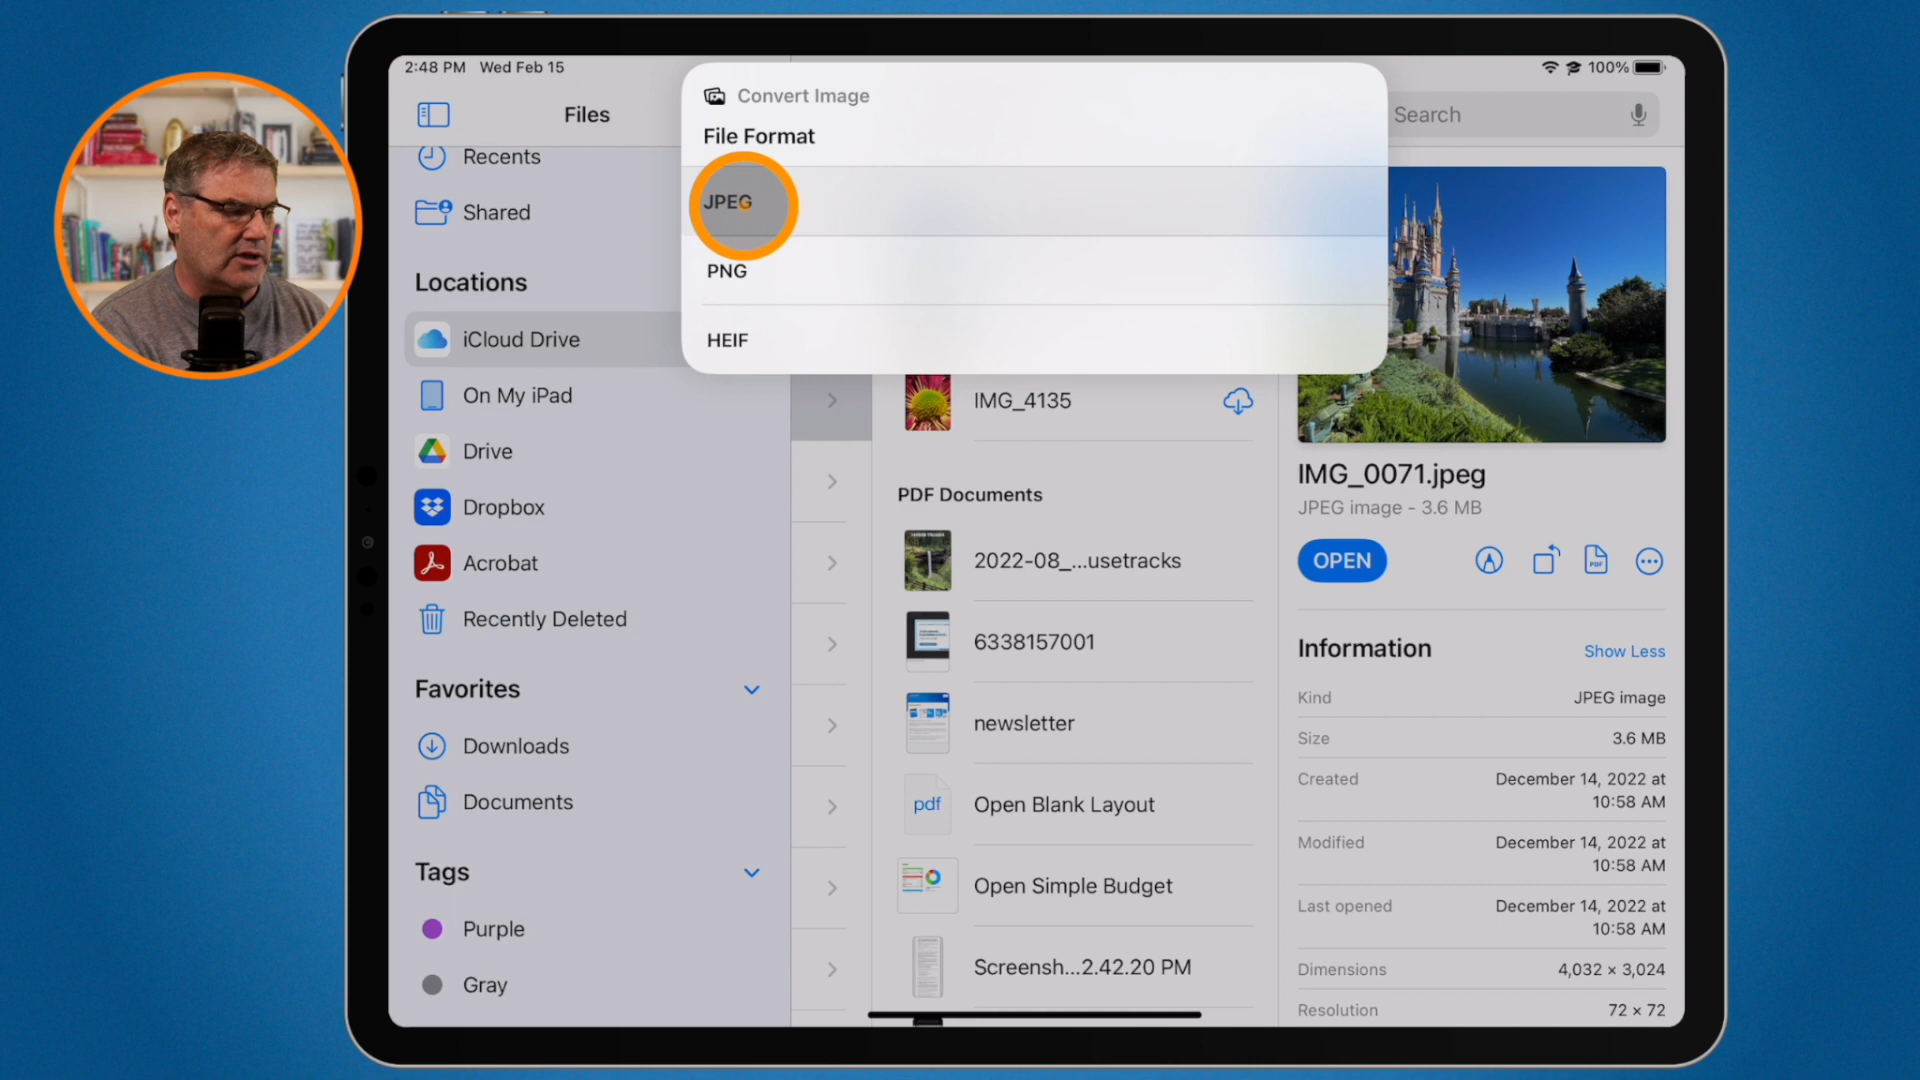 2:48 PM Wed Feb 15
100%
Files
Search
Convert Image
File Format
JPEG
PNG
HEIF
Recents
Shared
Locations
iCloud Drive
On My iPad
Drive
Dropbox
Acrobat
Recently Deleted
Favorites
Downloads
Documents
Tags
Purple
Gray
IMG_4135
PDF Documents
2022-08_...usetracks
6338157001
newsletter
pdf
Open Blank Layout
Open Simple Budget
Screensh...2.42.20 PM
IMG_0071.jpeg
JPEG image - 3.6 MB
OPEN
PDF
Information
Show Less
Kind
JPEG image
Size
3.6 MB
Created
December 14, 2022 at
10:58 AM
Modified
December 14, 2022 at
10:58 AM
Last opened
December 14, 2022 at
10:58 AM
Dimensions
4,032 × 3,024
Resolution
72 × 72